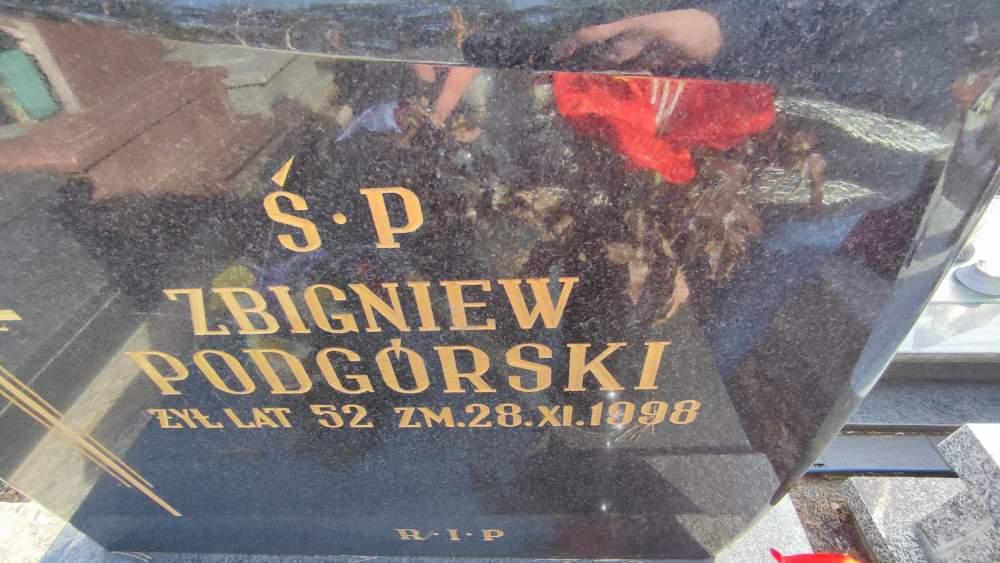 Ś·P
ZBIGNIEW
PODGÓRSKI
ŻYŁ LAT 52 ZM.28.XI.1998
R·I·P